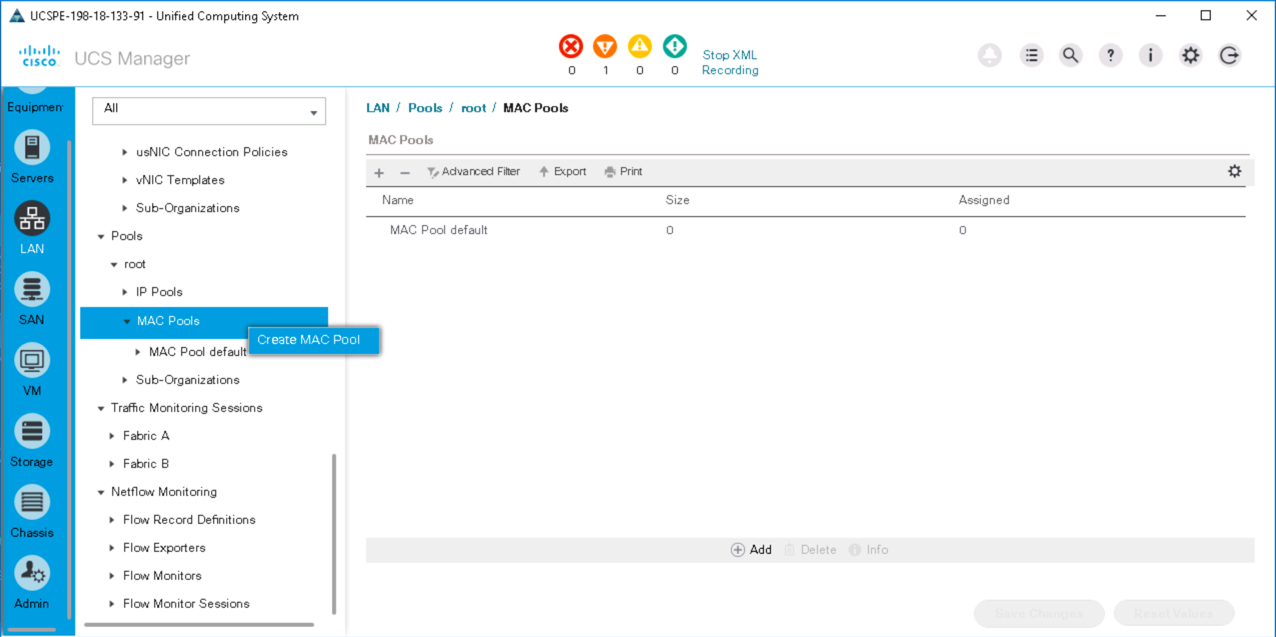 UCSPE-198-18-133-91 - Unified Computing System
cisco UCS Manager
0 1 0 0
Stop XML
Recording
Equipmen
Servers
LAN
SAN
VM
Storage
Chassis
Admin
All
usNIC Connection Policies
vNIC Templates
Sub-Organizations
Pools
root
IP Pools
MAC Pools
Create MAC Pool
MAC Pool default
Sub-Organizations
Traffic Monitoring Sessions
Fabric A
Fabric B
Netflow Monitoring
Flow Record Definitions
Flow Exporters
Flow Monitors
Flow Monitor Sessions
LAN / Pools / root / MAC Pools
MAC Pools
+ − Advanced Filter Export Print
Name Size Assigned
MAC Pool default 0 0
Add Delete Info
Save Changes Reset Values